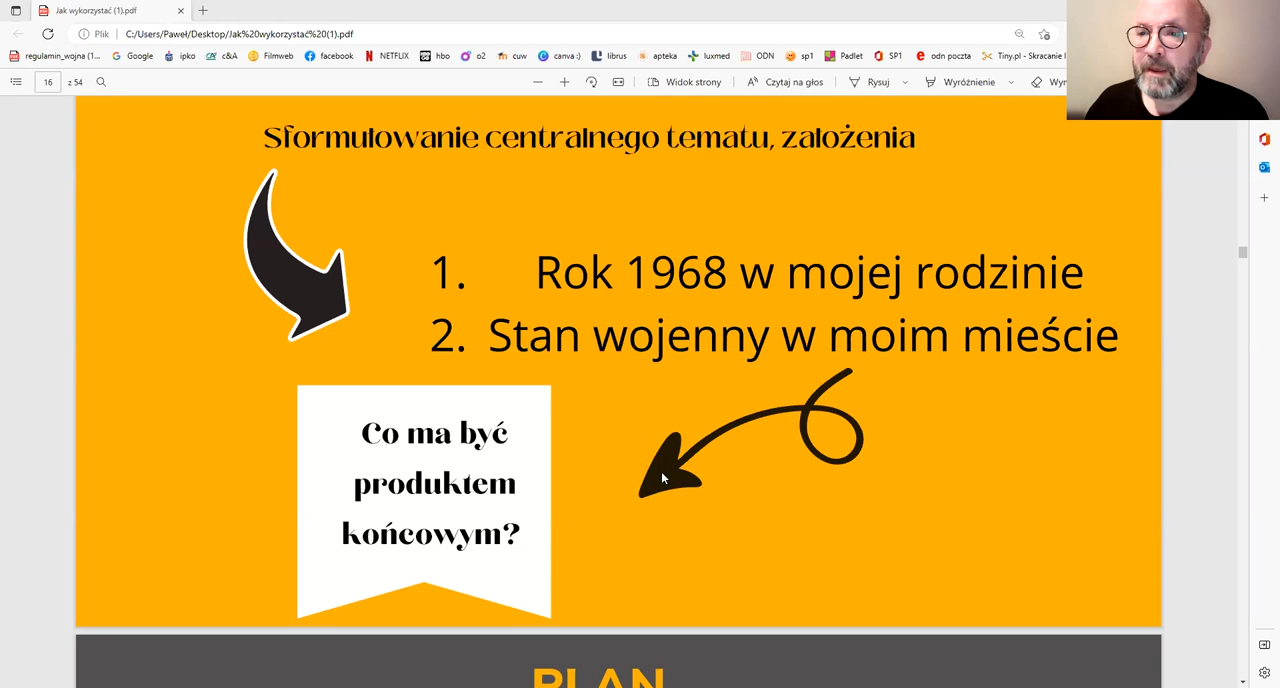 Jak wykorzystać (1).pdf
Plik
C:/Users/Paweł/Desktop/Jak%20wykorzystać%20(1).pdf
regulamin_wojna (1...
Google
ipko
c&A
Filmweb
facebook
NETFLIX
hbo
o2
cuw
canva :)
librus
apteka
luxmed
ODN
sp1
Padlet
SP1
odn poczta
Tiny.pl - Skracanie l
16
z 54
Widok strony
Czytaj na głos
Rysuj
Wyróżnienie
Wyr
Sformułowanie centralnego tematu, założenia
1. Rok 1968 w mojej rodzinie
2. Stan wojenny w moim mieście
Co ma być
produktem
końcowym?
PLAN